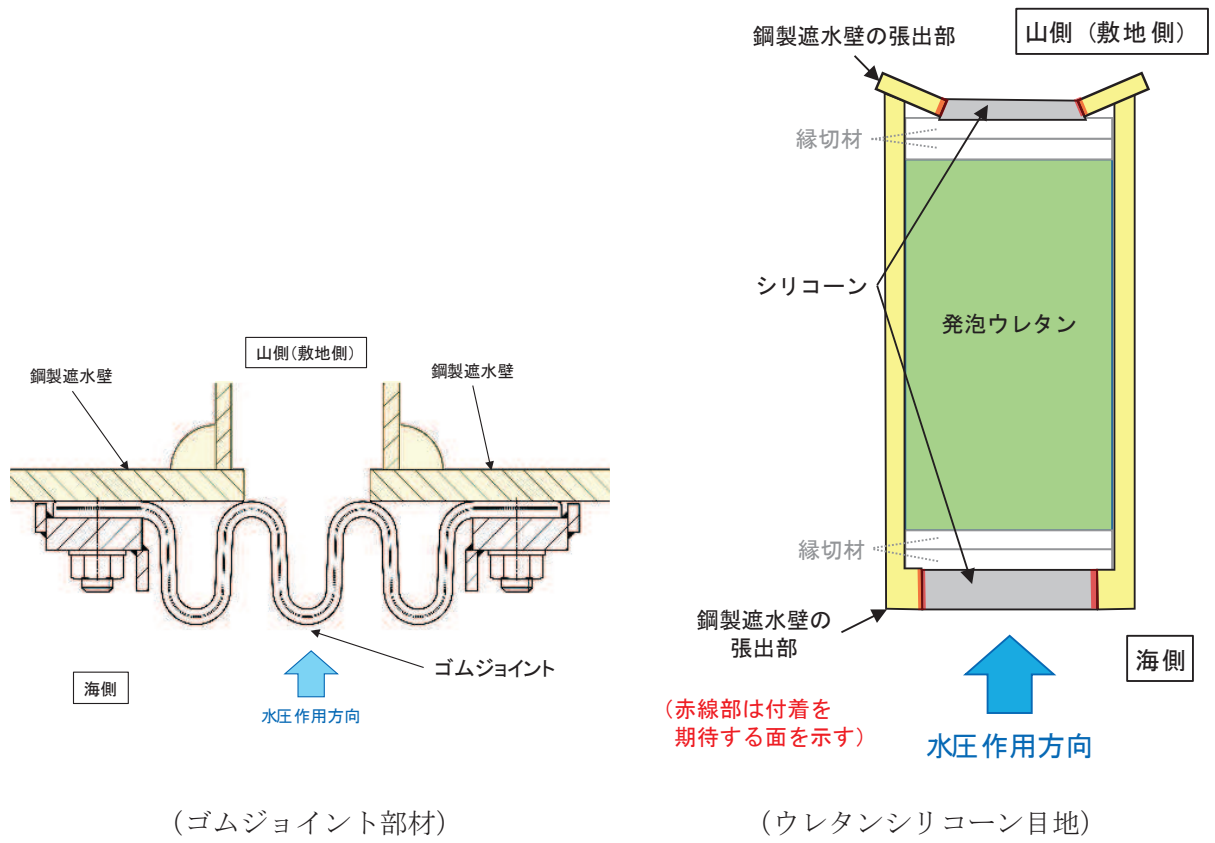 山側(敷地側)
鋼製遮水壁
鋼製遮水壁
ゴムジョイント
海側
水圧作用方向
(ゴムジョイント部材)
鋼製遮水壁の張出部
山側(敷地側)
縁切材
シリコーン
発泡ウレタン
縁切材
鋼製遮水壁の
張出部
海側
(赤線部は付着を
期待する面を示す)
水圧作用方向
(ウレタンシリコーン目地)